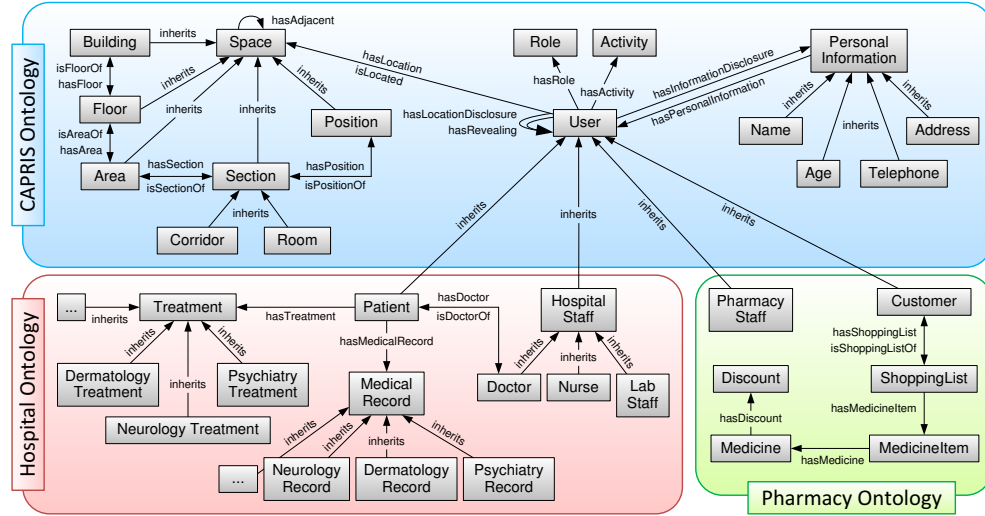 CAPRIS Ontology
Building
inherits
Space
hasAdjacent
isFloorOf
hasFloor
Floor
inherits
isAreaOf
hasArea
Area
inherits
inherits
inherits
Position
hasSection
isSectionOf
Section
hasPosition
isPositionOf
inherits
Corridor
Room
hasLocation
isLocated
Role
Activity
hasRole
hasActivity
hasLocationDisclosure
hasRevealing
User
hasInformationDisclosure
hasPersonalInformation
Personal
Information
inherits
inherits
inherits
Name
Address
Age
Telephone
inherits
inherits
inherits
inherits
Hospital Ontology
...
inherits
Treatment
hasTreatment
Patient
hasDoctor
isDoctorOf
Hospital
Staff
inherits
inherits
inherits
Dermatology
Treatment
Psychiatry
Treatment
Neurology Treatment
hasMedicalRecord
Medical
Record
inherits
inherits
inherits
Doctor
Nurse
Lab
Staff
inherits
inherits
inherits
inherits
...
Neurology
Record
Dermatology
Record
Psychiatry
Record
Pharmacy
Staff
Customer
hasShoppingList
isShoppingListOf
Discount
ShoppingList
hasDiscount
hasMedicineItem
Medicine
hasMedicine
MedicineItem
Pharmacy Ontology